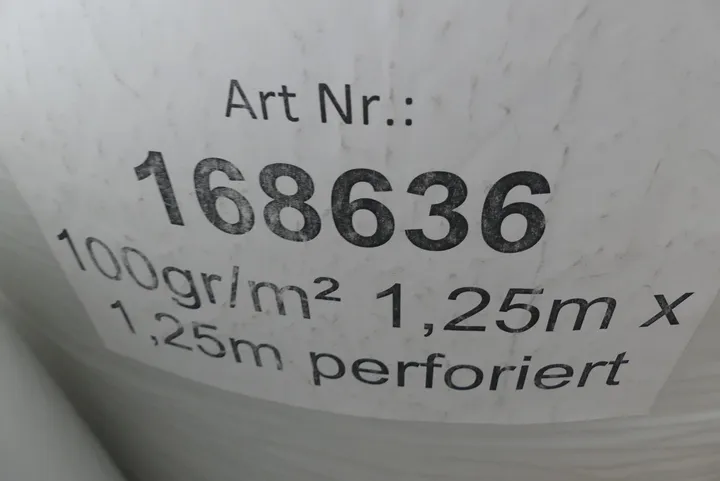 Art Nr.:
168636
100gr/m² 1,25m x
1,25m perforiert